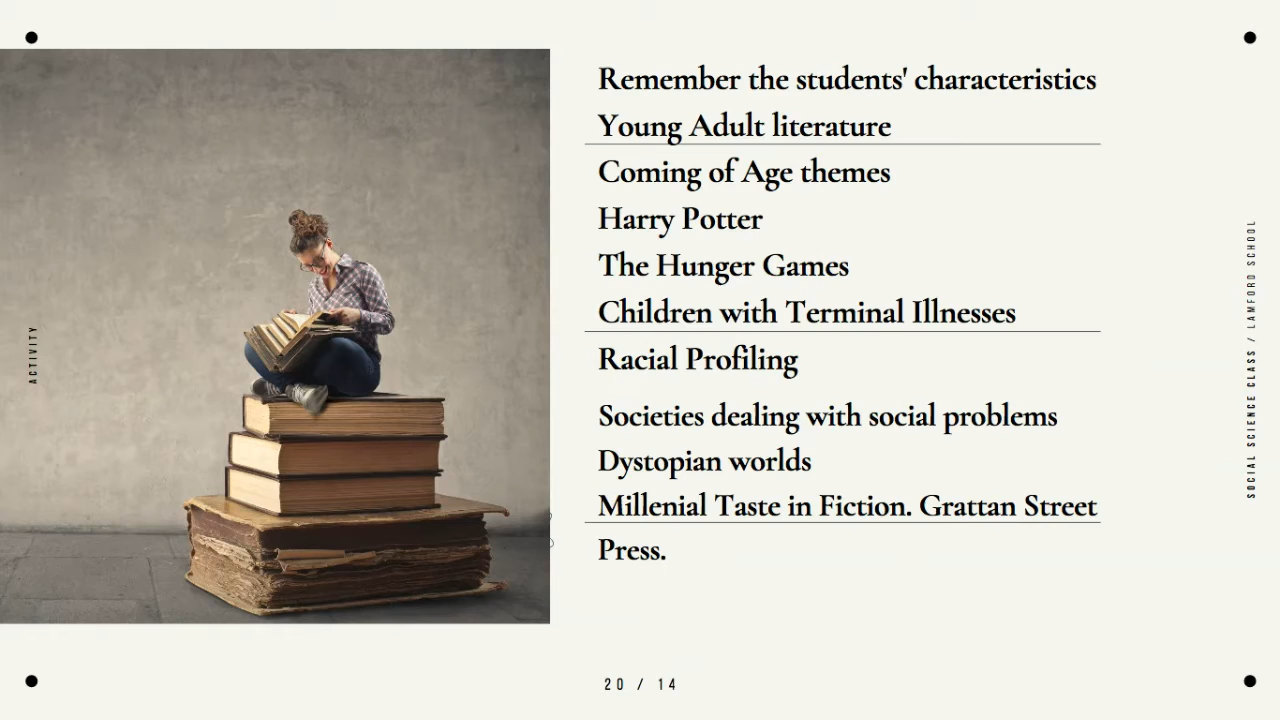 Remember the students' characteristics
Young Adult literature
Coming of Age themes
Harry Potter
The Hunger Games
Children with Terminal Illnesses
Racial Profiling
Societies dealing with social problems
Dystopian worlds
Millenial Taste in Fiction. Grattan Street
Press.
ACTIVITY
SOCIAL SCIENCE CLASS / LAMFORD SCHOOL
20 / 14